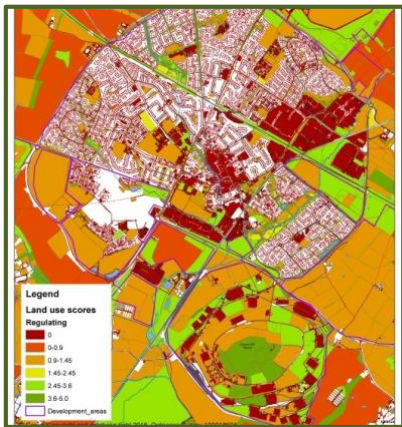 Legend
Land use scores
Regulating
0
0-0.9
0.9-1.45
1.45-2.45
2.45-3.6
3.6-5.0
Development_areas